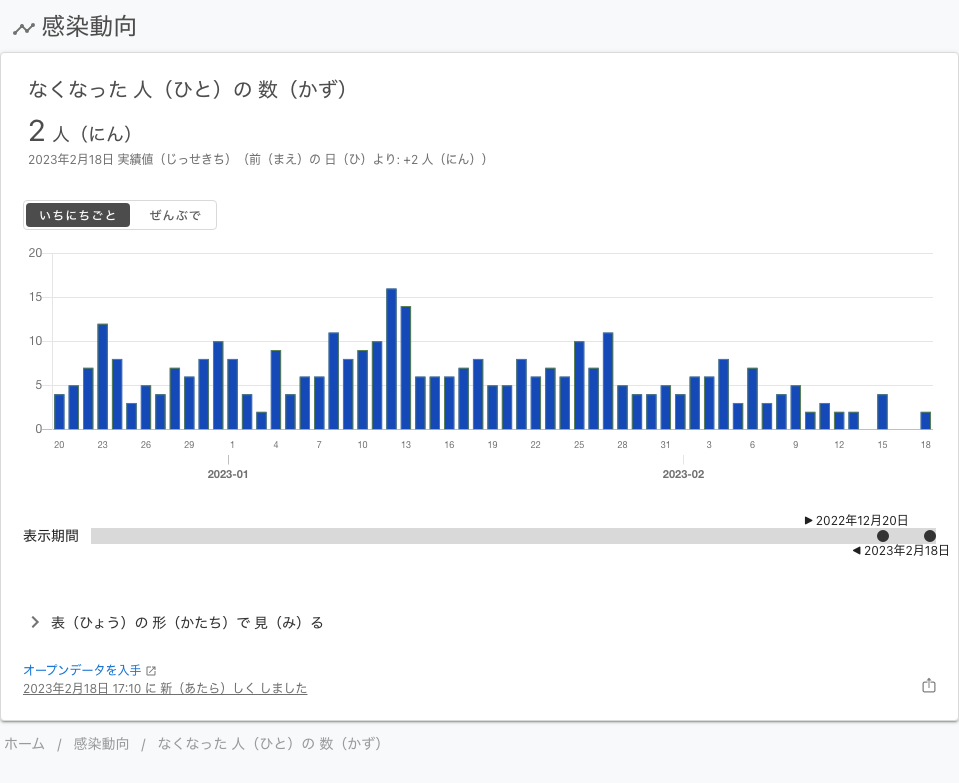 感染動向
なくなった 人（ひと）の 数（かず）
2 人（にん）
2023年2月18日 実績値（じっせきち）（前（まえ）の 日（ひ）より: +2 人（にん））
いちにちごと ぜんぶで
20
15
10
5
0
20 23 26 29 1 4 7 10 13 16 19 22 25 28 31 3 6 9 12 15 18
2023-01 2023-02
▶ 2022年12月20日
表示期間
◀ 2023年2月18日
表（ひょう）の 形（かたち）で 見（み）る
オープンデータを入手
2023年2月18日 17:10 に 新（あたら）しく しました
ホーム / 感染動向 / なくなった 人（ひと）の 数（かず）